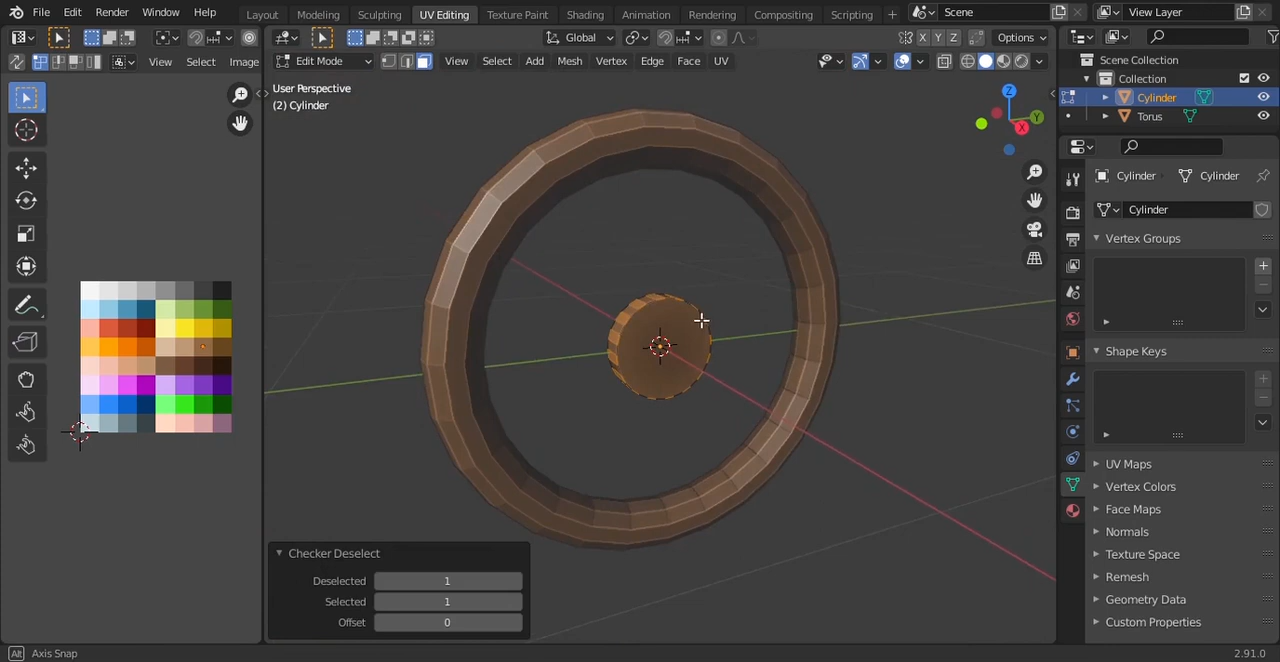 File Edit Render Window Help Layout Modeling Sculpting UV Editing Texture Paint Shading Animation Rendering Compositing Scripting + Scene View Layer
Global Options
View Select Image Edit Mode View Select Add Mesh Vertex Edge Face UV
X Y Z
User Perspective
(2) Cylinder
Scene Collection
Collection
Cylinder
Torus
Z
Y
X
Cylinder Cylinder
Cylinder
Vertex Groups
Shape Keys
UV Maps
Vertex Colors
Face Maps
Normals
Texture Space
Remesh
Geometry Data
Custom Properties
Checker Deselect
Deselected 1
Selected 1
Offset 0
Alt Axis Snap 2.91.0